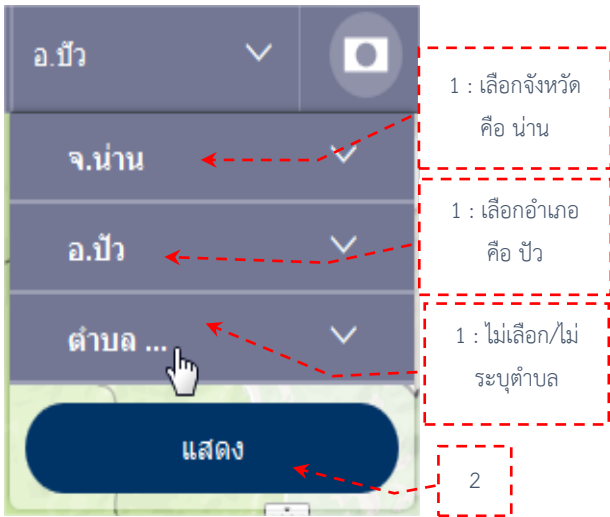 อ.ปัว
จ.น่าน
อ.ปัว
ตำบล ...
แสดง
1 : เลือกจังหวัด
คือ น่าน
1 : เลือกอำเภอ
คือ ปัว
1 : ไม่เลือก/ไม่
ระบุตำบล
2